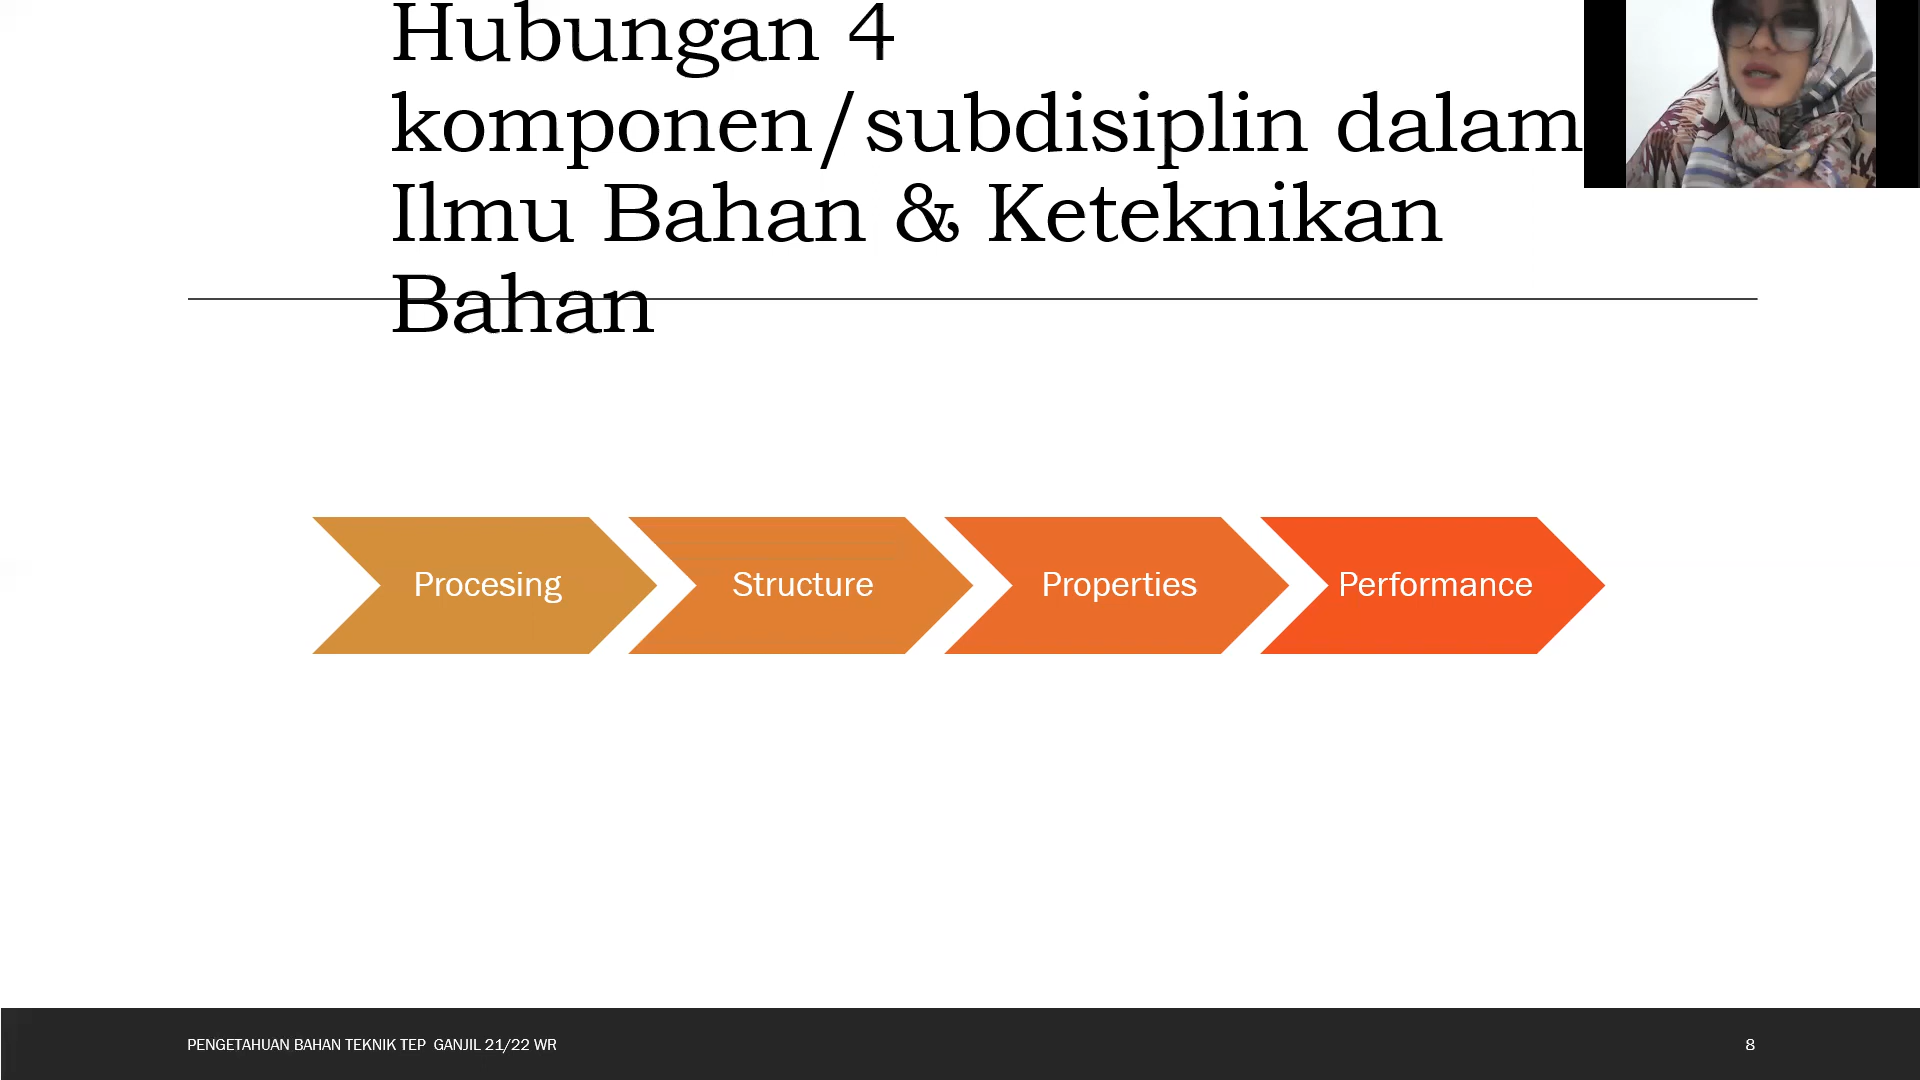 Hubungan 4
komponen/subdisiplin dalam
Ilmu Bahan & Keteknikan
Bahan
Procesing
Structure
Properties
Performance
PENGETAHUAN BAHAN TEKNIK TEP  GANJIL 21/22 WR
8